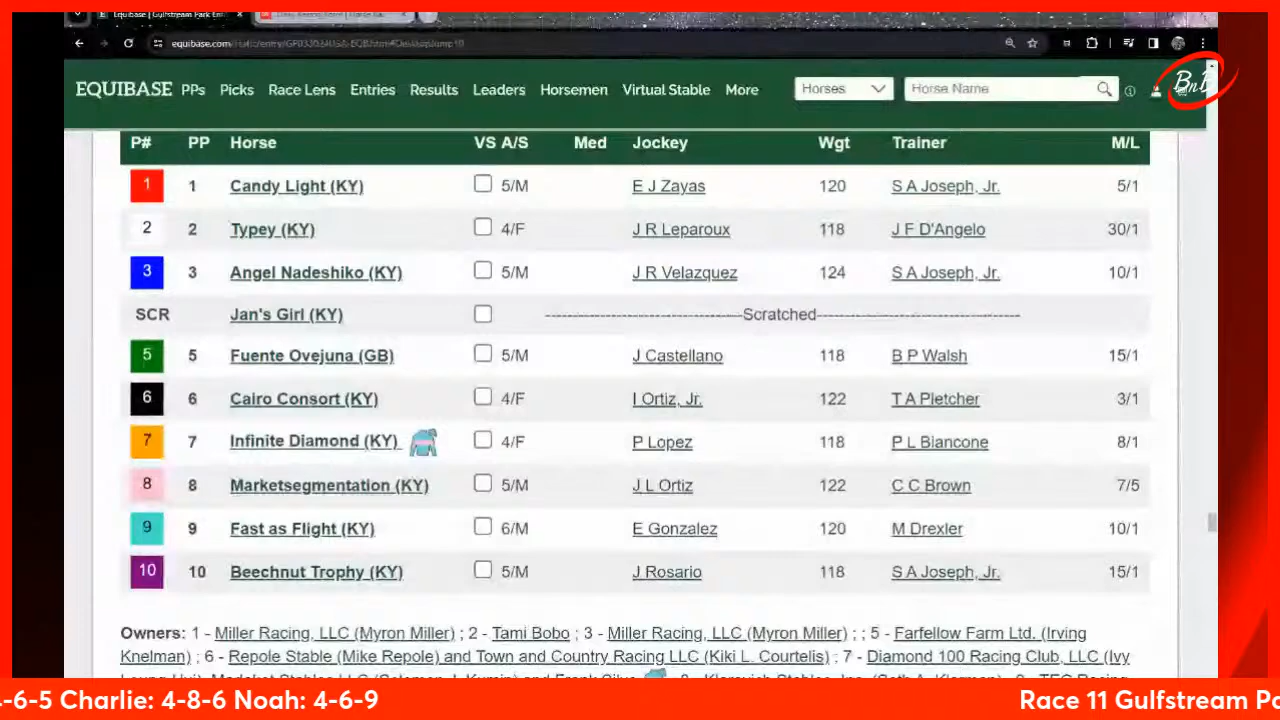 Equibase | Gulfstream Park Ent
equibase.com
EQUIBASE PPs Picks Race Lens Entries Results Leaders Horsemen Virtual Stable More Horses Horse Name
BnB
P# PP Horse VS A/S Med Jockey Wgt Trainer M/L
1 1 Candy Light (KY) 5/M E J Zayas 120 S A Joseph, Jr. 5/1
2 2 Typey (KY) 4/F J R Leparoux 118 J F D'Angelo 30/1
3 3 Angel Nadeshiko (KY) 5/M J R Velazquez 124 S A Joseph, Jr. 10/1
SCR Jan's Girl (KY) ---Scratched---
5 5 Fuente Ovejuna (GB) 5/M J Castellano 118 B P Walsh 15/1
6 6 Cairo Consort (KY) 4/F I Ortiz, Jr. 122 T A Pletcher 3/1
7 7 Infinite Diamond (KY) 4/F P Lopez 118 P L Biancone 8/1
8 8 Marketsegmentation (KY) 5/M J L Ortiz 122 C C Brown 7/5
9 9 Fast as Flight (KY) 6/M E Gonzalez 120 M Drexler 10/1
10 10 Beechnut Trophy (KY) 5/M J Rosario 118 S A Joseph, Jr. 15/1
Owners: 1 - Miller Racing, LLC (Myron Miller) ; 2 - Tami Bobo ; 3 - Miller Racing, LLC (Myron Miller) ; ; 5 - Farfellow Farm Ltd. (Irving
Knelman) ; 6 - Repole Stable (Mike Repole) and Town and Country Racing LLC (Kiki L. Courtelis) ; 7 - Diamond 100 Racing Club, LLC (Ivy
4-6-5 Charlie: 4-8-6 Noah: 4-6-9 Race 11 Gulfstream Pa